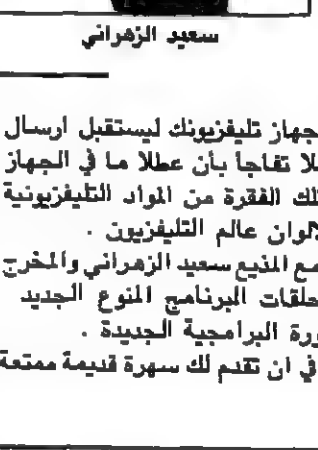 سعيد الزهراني
جهاز تليفزيونك ليستقبل ارسال
لا تفاجأ بأن عطلا ما في الجهاز
تلك الفقرة من المواد التليفزيونية
لالوان عالم التليفزيون .
مع المذيع سعيد الزهراني والمخرج
حلقات البرنامج المنوع الجديد
ورة البرامجية الجديدة .
في ان تقدم لك سهرة قديمة ممتعة